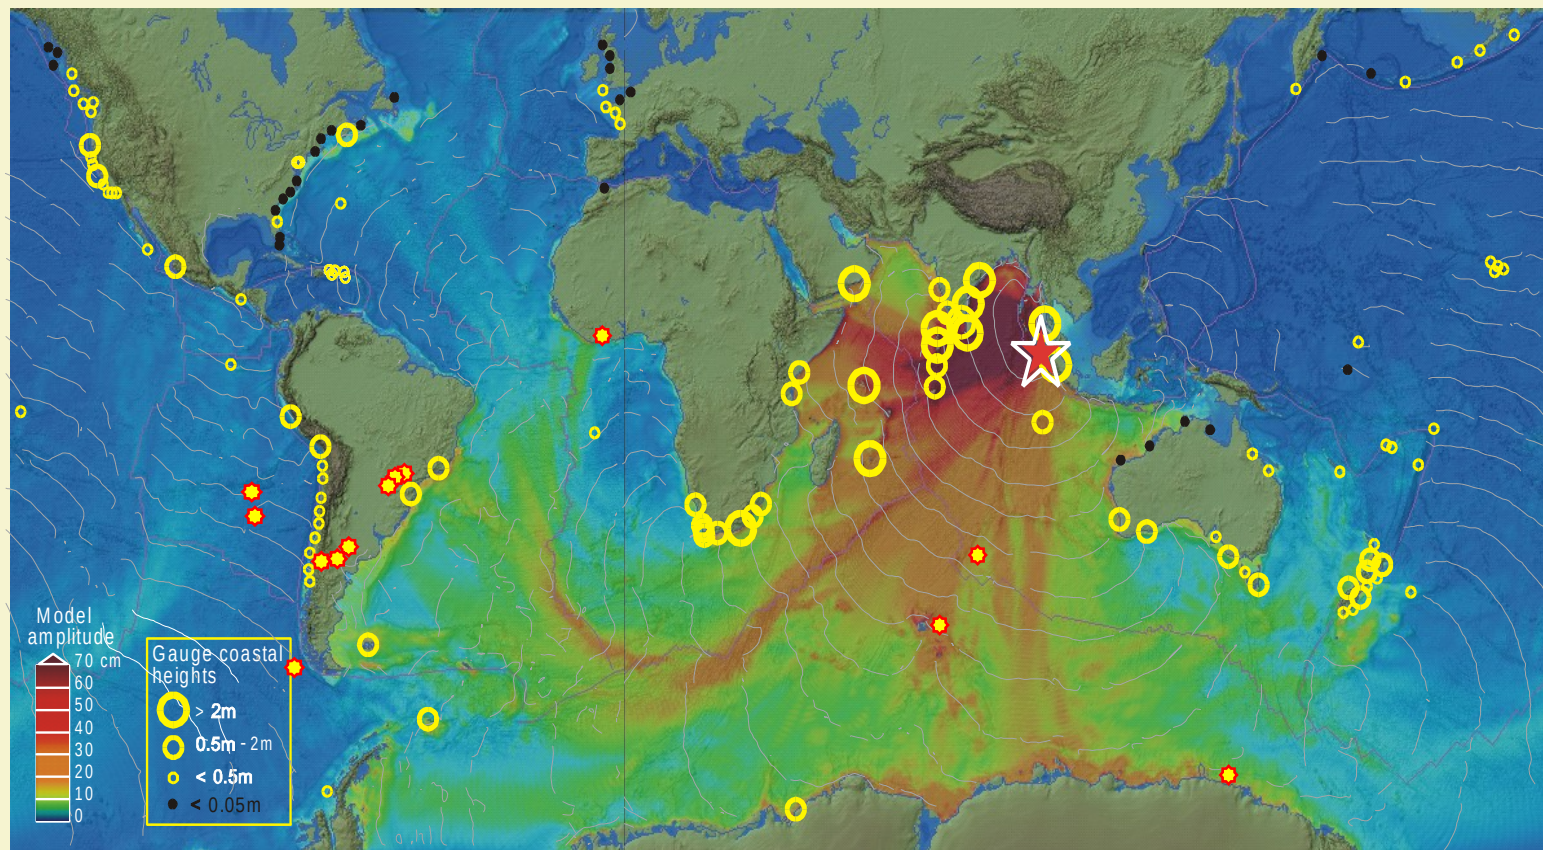 Model
amplitude
70 cm
60
50
40
30
20
10
0
Gauge coastal
heights
> 2m
0.5m - 2m
< 0.5m
< 0.05m